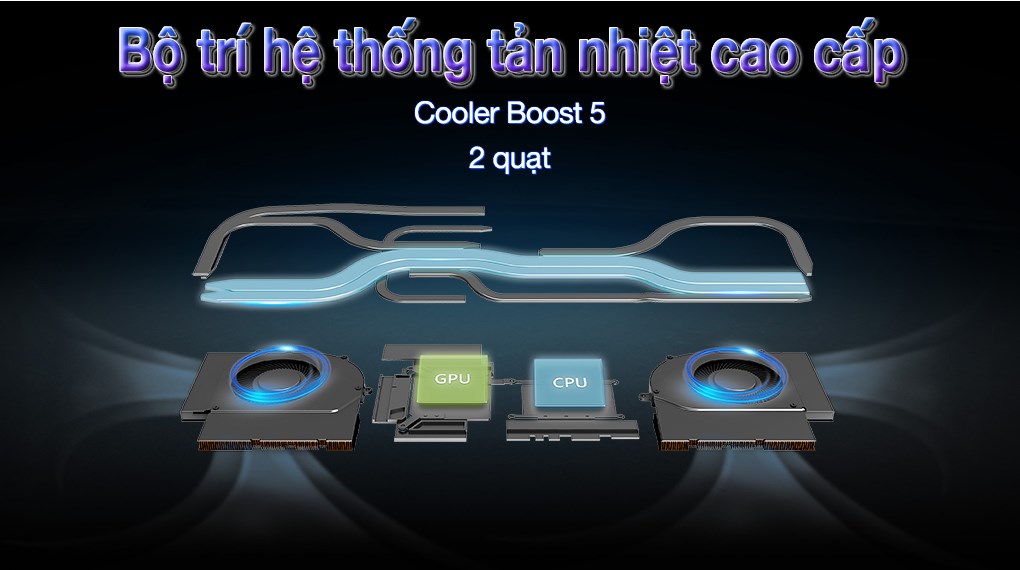 Bộ trí hệ thống tản nhiệt cao cấp
Cooler Boost 5
2 quạt
GPU
CPU